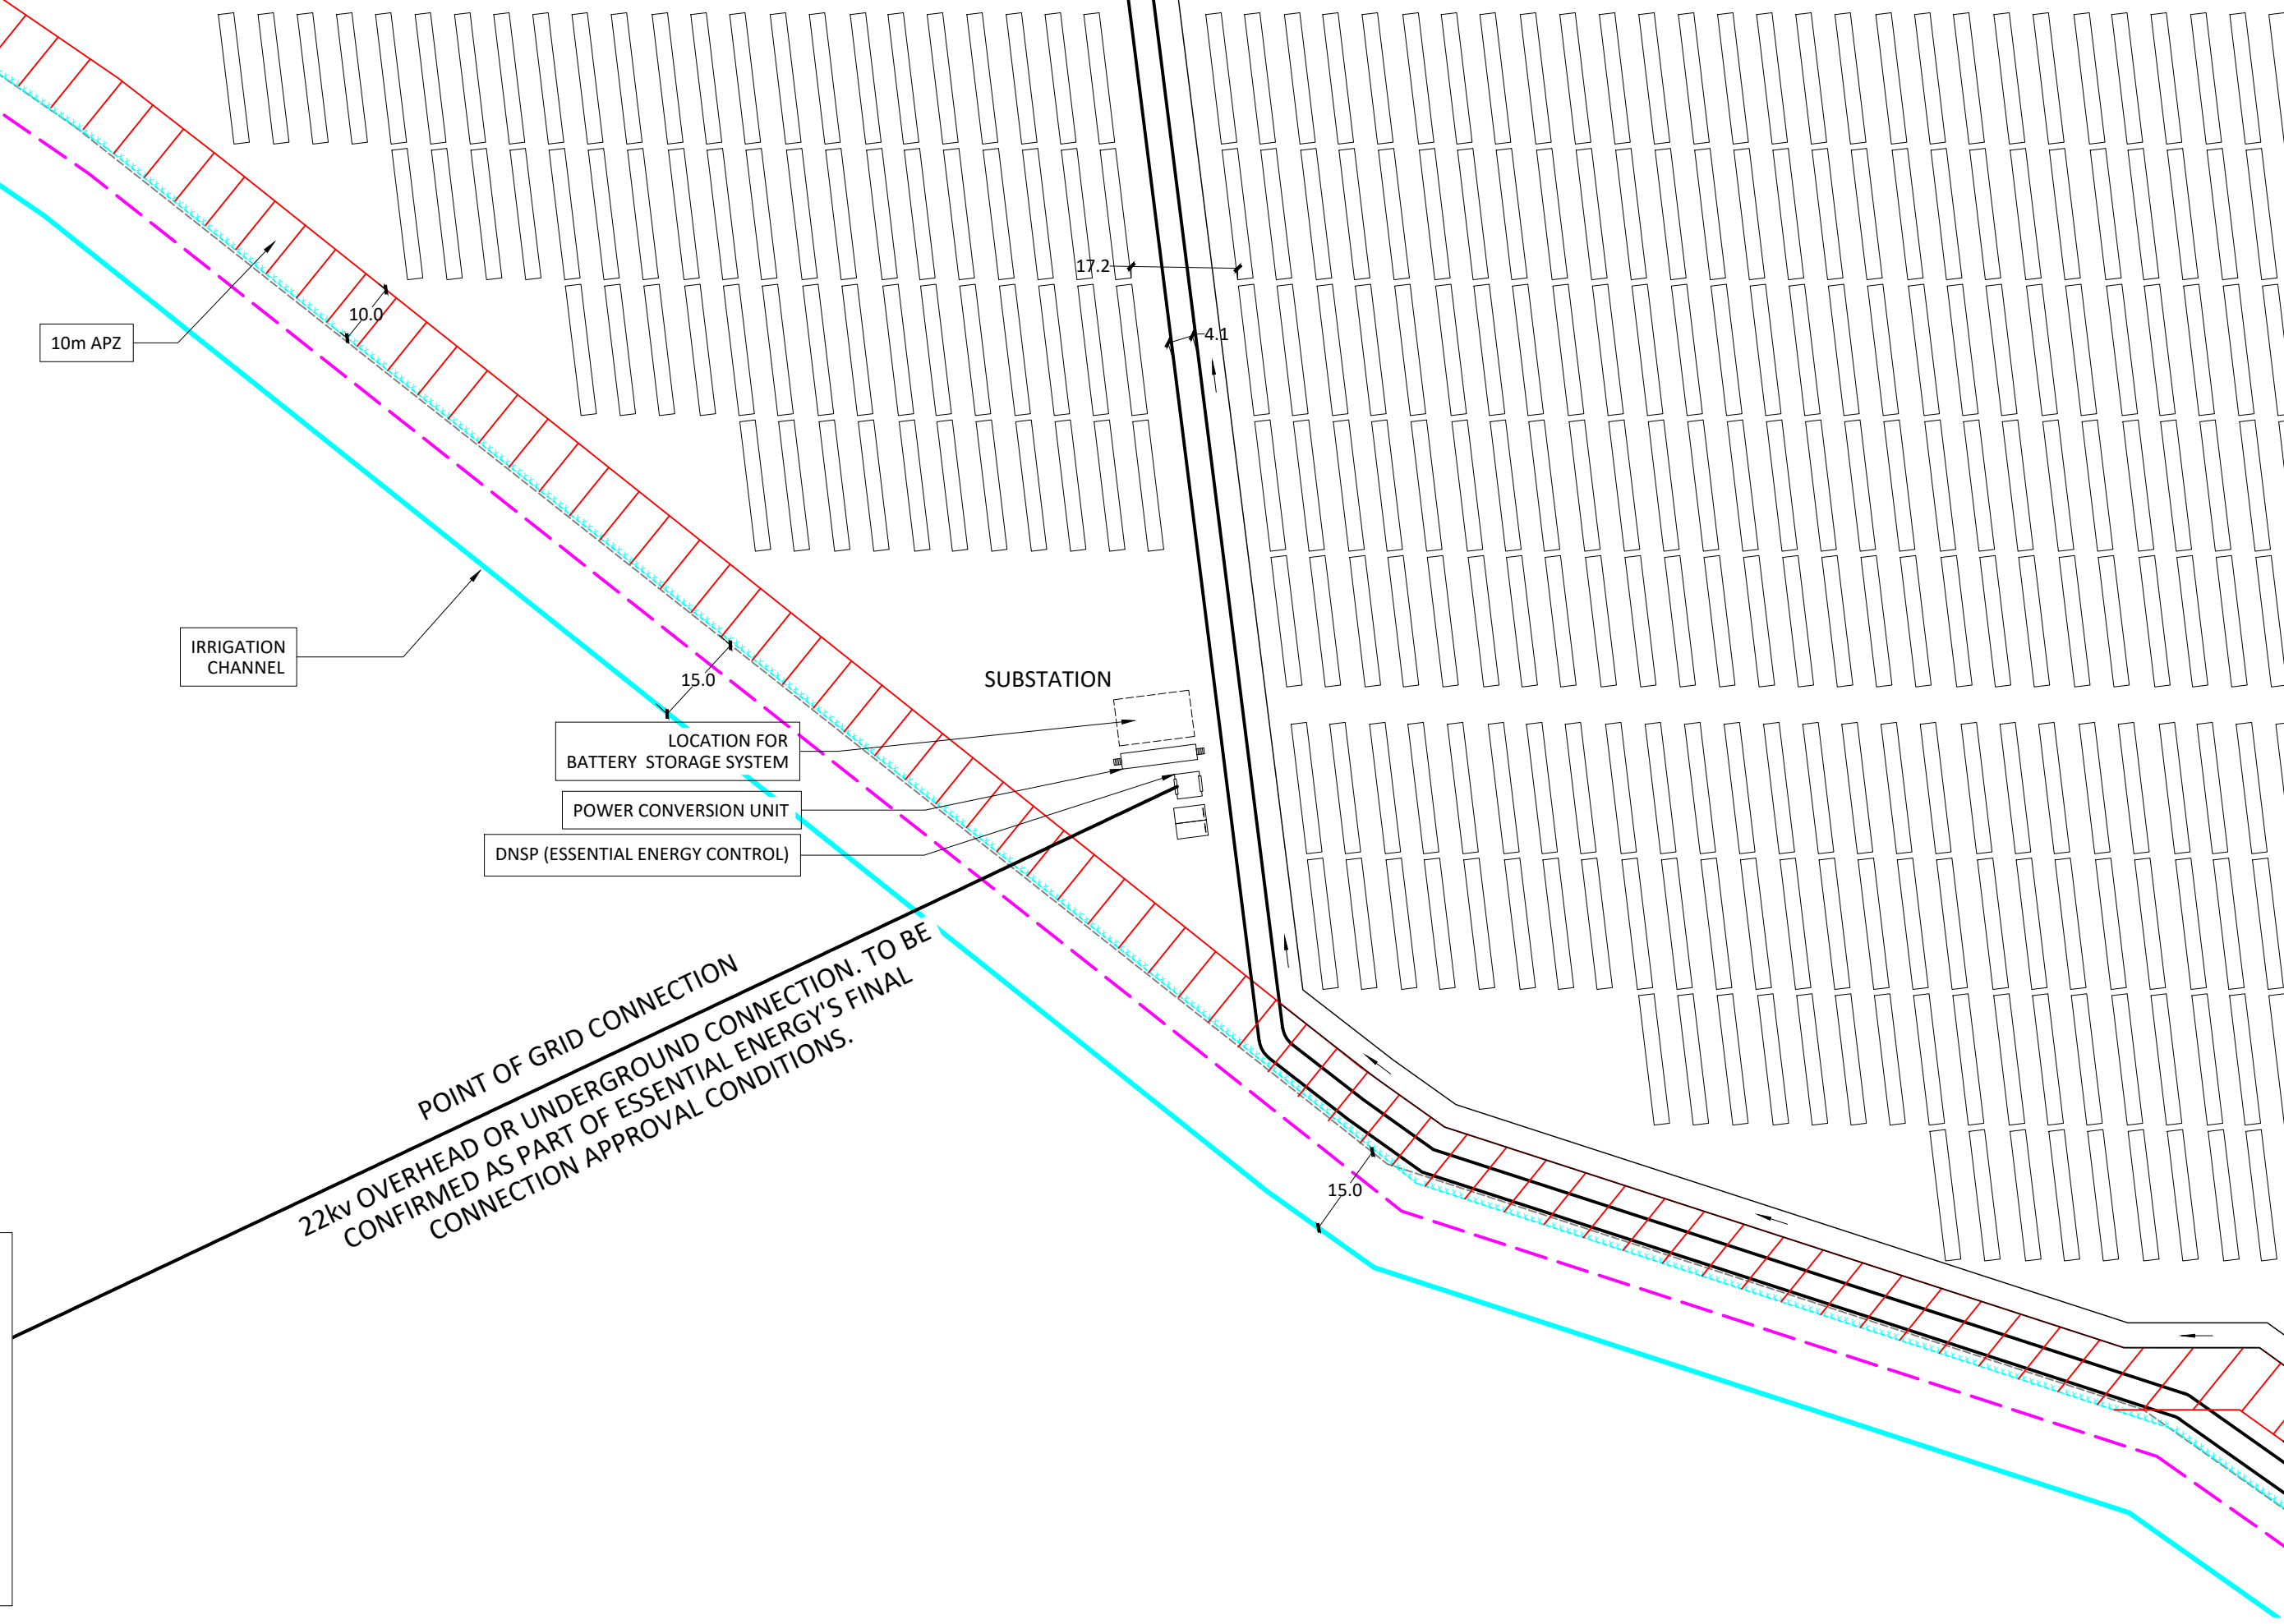 17.2
10.0
4.1
10m APZ
IRRIGATION
CHANNEL
15.0
SUBSTATION
LOCATION FOR
BATTERY STORAGE SYSTEM
POWER CONVERSION UNIT
DNSP (ESSENTIAL ENERGY CONTROL)
POINT OF GRID CONNECTION
22kv OVERHEAD OR UNDERGROUND CONNECTION. TO BE
CONFIRMED AS PART OF ESSENTIAL ENERGY'S FINAL
CONNECTION APPROVAL CONDITIONS.
15.0